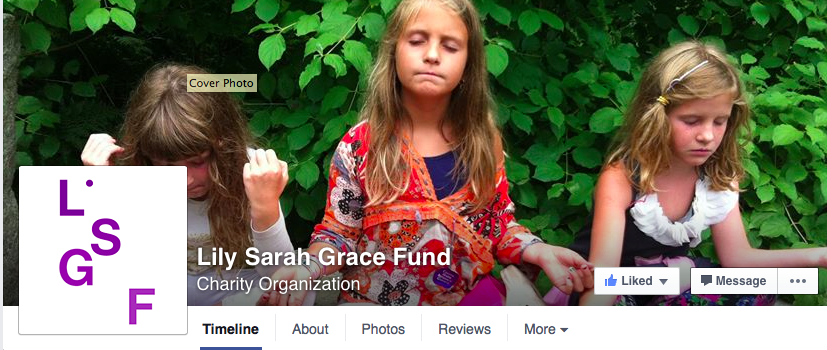 Cover Photo
L
S
G
F
Lily Sarah Grace Fund
Charity Organization
Liked
Message
Timeline
About
Photos
Reviews
More